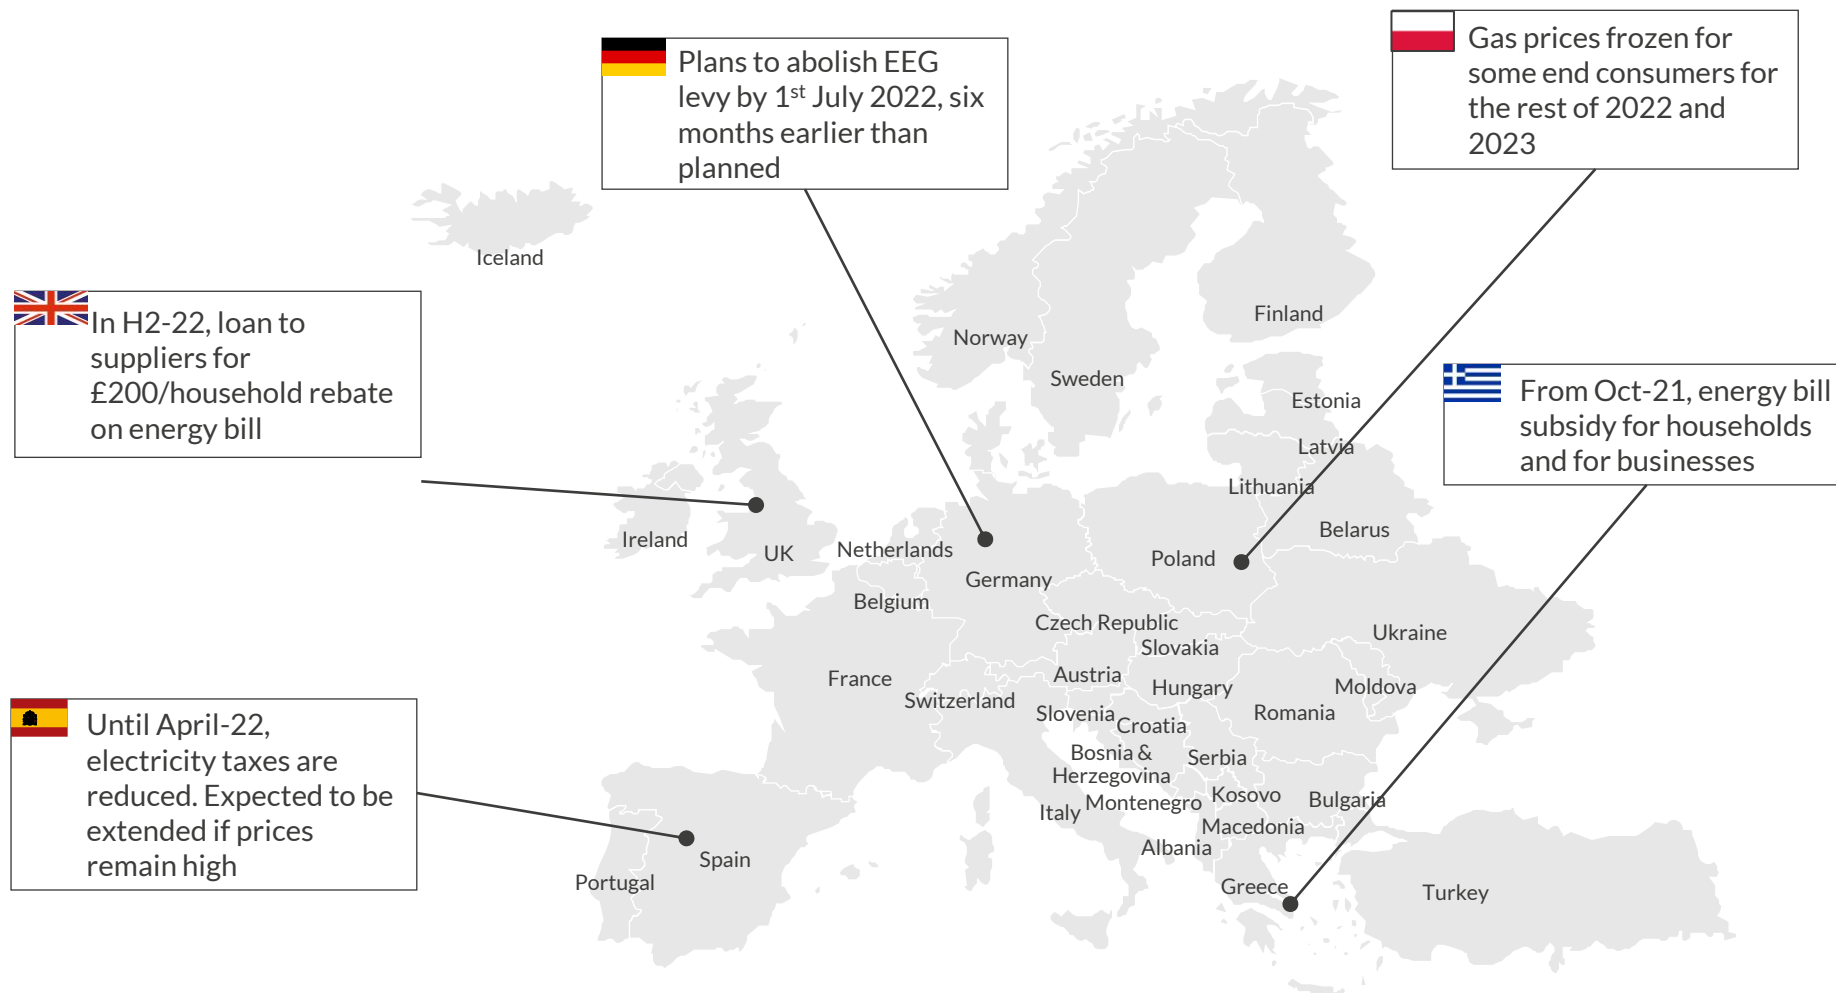 Plans to abolish EEG
levy by 1st July 2022, six
months earlier than
planned
Gas prices frozen for
some end consumers for
the rest of 2022 and
2023
In H2-22, loan to
suppliers for
£200/household rebate
on energy bill
From Oct-21, energy bill
subsidy for households
and for businesses
Until April-22,
electricity taxes are
reduced. Expected to be
extended if prices
remain high
Iceland
Norway
Finland
Sweden
Estonia
Latvia
Lithuania
Belarus
Ireland
UK
Netherlands
Poland
Germany
Belgium
Czech Republic
Ukraine
Slovakia
France
Austria
Switzerland
Hungary
Moldova
Slovenia
Croatia
Romania
Bosnia &
Herzegovina
Serbia
Italy
Montenegro
Kosovo
Bulgaria
Macedonia
Albania
Spain
Portugal
Greece
Turkey